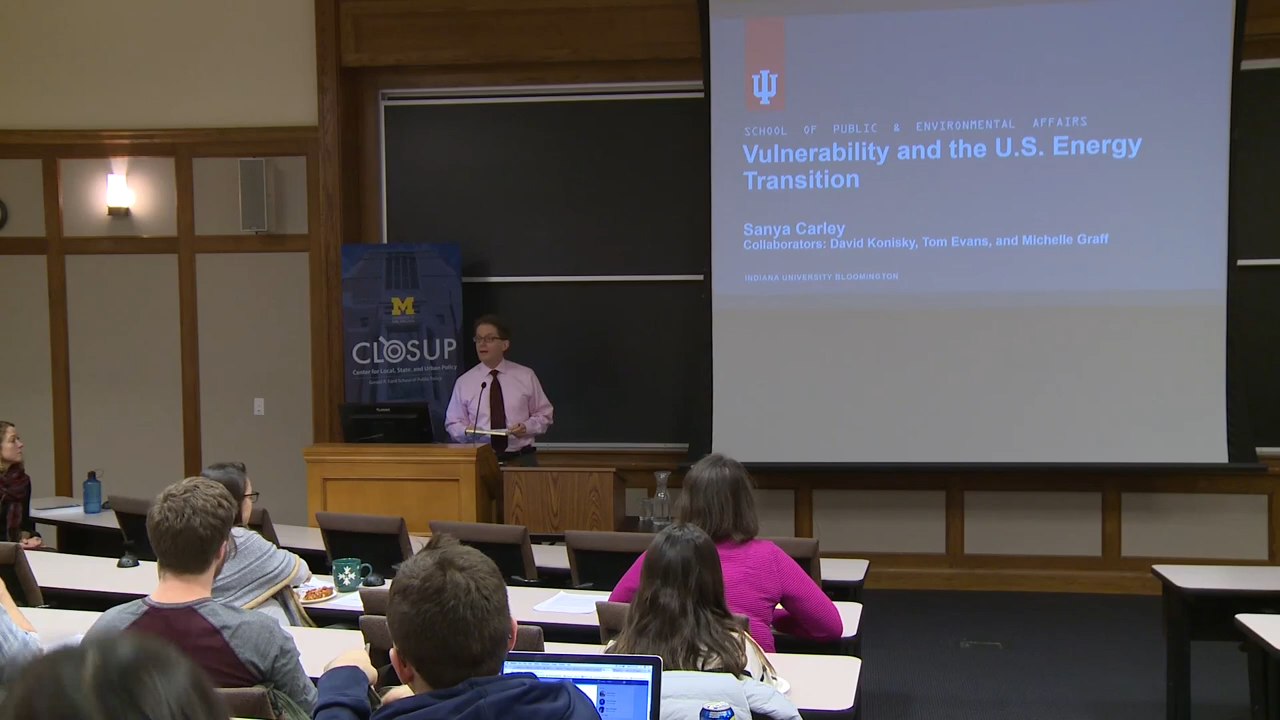 SCHOOL OF PUBLIC & ENVIRONMENTAL AFFAIRS
Vulnerability and the U.S. Energy
Transition
Sanya Carley
Collaborators: David Konisky, Tom Evans, and Michelle Graff
INDIANA UNIVERSITY BLOOMINGTON
M
CLOSUP
Center for Local, State, and Urban Policy